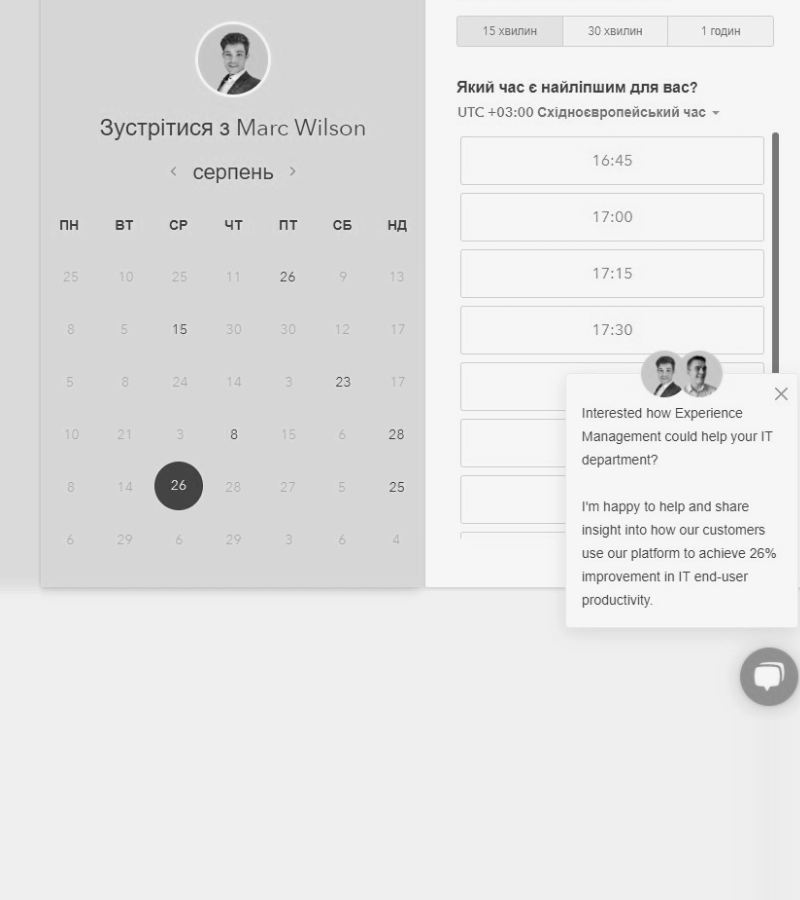 Зустрітися з Marc Wilson
серпень
ПН ВТ СР ЧТ ПТ СБ НД
25 10 25 11 26 9 13
8 5 15 30 30 12 17
5 8 24 14 3 23 17
10 21 3 8 15 6 28
8 14 26 28 27 5 25
6 29 6 29 3 6 4
15 хвилин 30 хвилин 1 годин
Який час є найліпшим для вас?
UTC +03:00 Східноєвропейський час
16:45
17:00
17:15
17:30
Interested how Experience
Management could help your IT
department?
I'm happy to help and share
insight into how our customers
use our platform to achieve 26%
improvement in IT end-user
productivity.